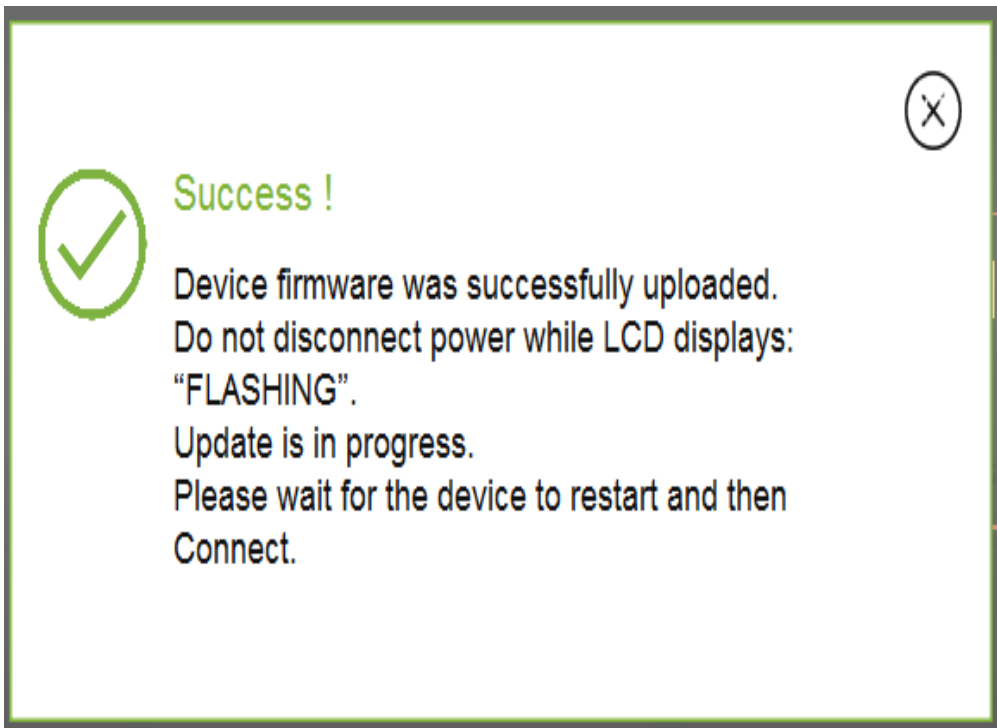 Success !
Device firmware was successfully uploaded.
Do not disconnect power while LCD displays:
“FLASHING”.
Update is in progress.
Please wait for the device to restart and then
Connect.